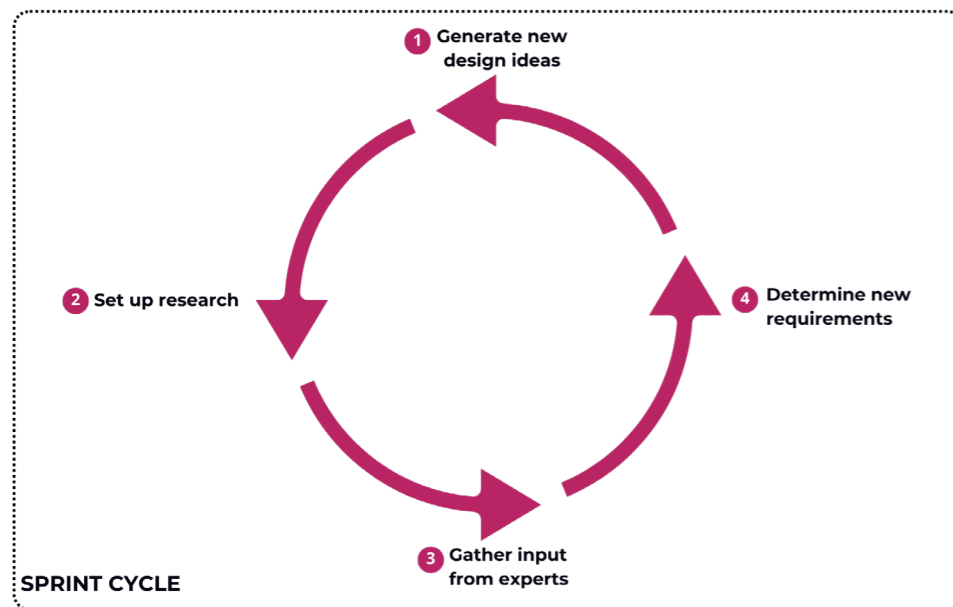 1 Generate new
design ideas
2 Set up research
4 Determine new
requirements
3 Gather input
from experts
SPRINT CYCLE